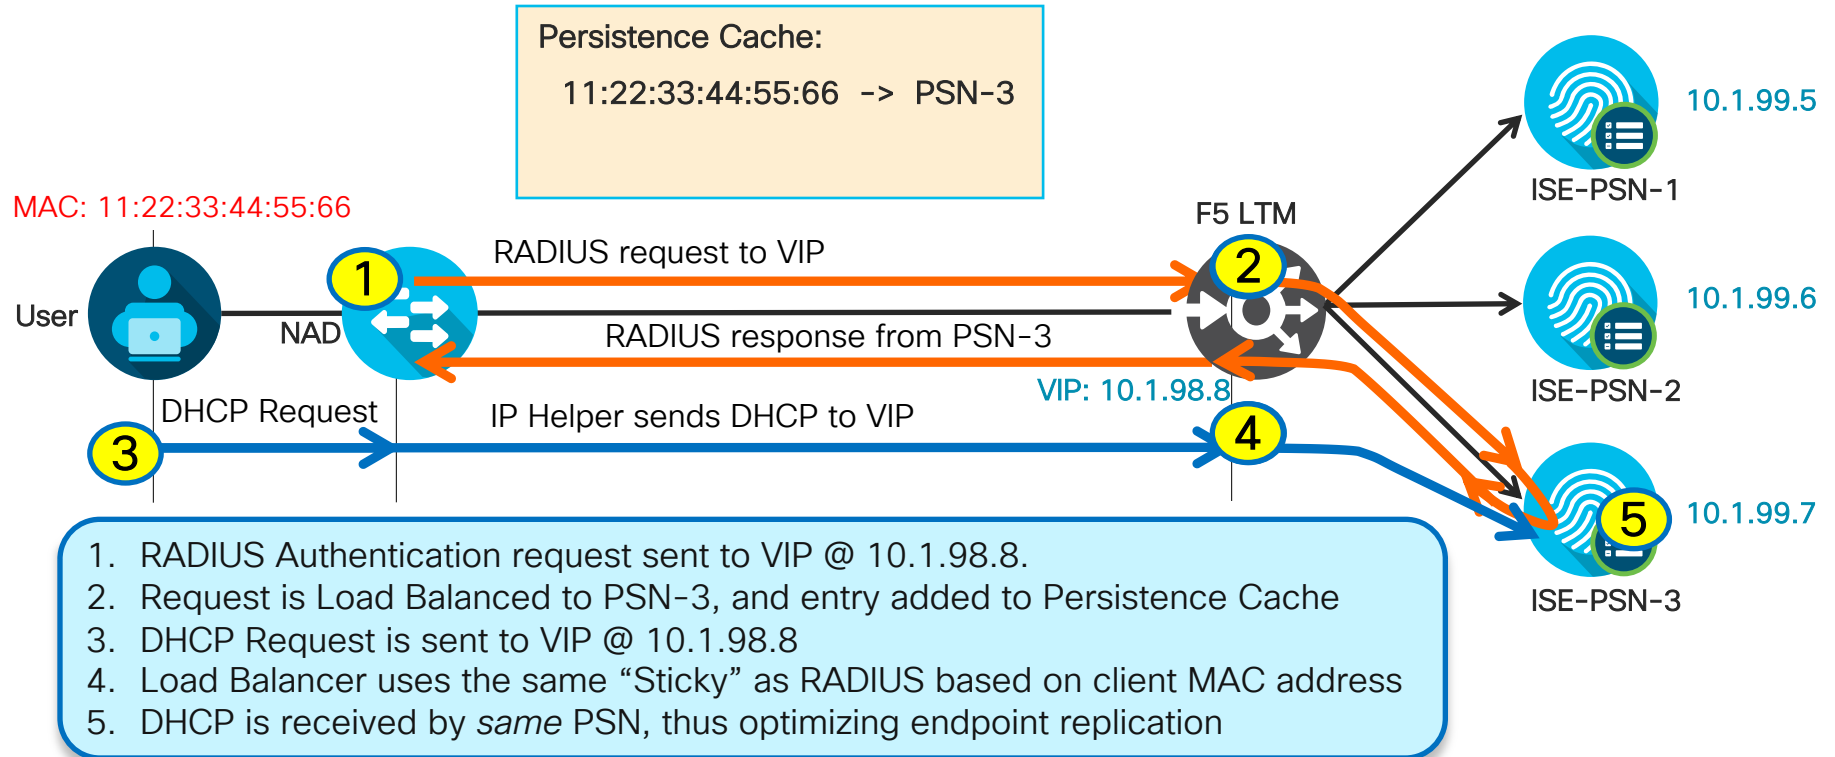 Persistence Cache:
11:22:33:44:55:66 -> PSN-3
10.1.99.5
ISE-PSN-1
MAC: 11:22:33:44:55:66
F5 LTM
RADIUS request to VIP
1
2
10.1.99.6
User
NAD
RADIUS response from PSN-3
ISE-PSN-2
VIP: 10.1.98.8
DHCP Request
IP Helper sends DHCP to VIP
3
4
10.1.99.7
5
ISE-PSN-3
1. RADIUS Authentication request sent to VIP @ 10.1.98.8.
2. Request is Load Balanced to PSN-3, and entry added to Persistence Cache
3. DHCP Request is sent to VIP @ 10.1.98.8
4. Load Balancer uses the same “Sticky” as RADIUS based on client MAC address
5. DHCP is received by same PSN, thus optimizing endpoint replication